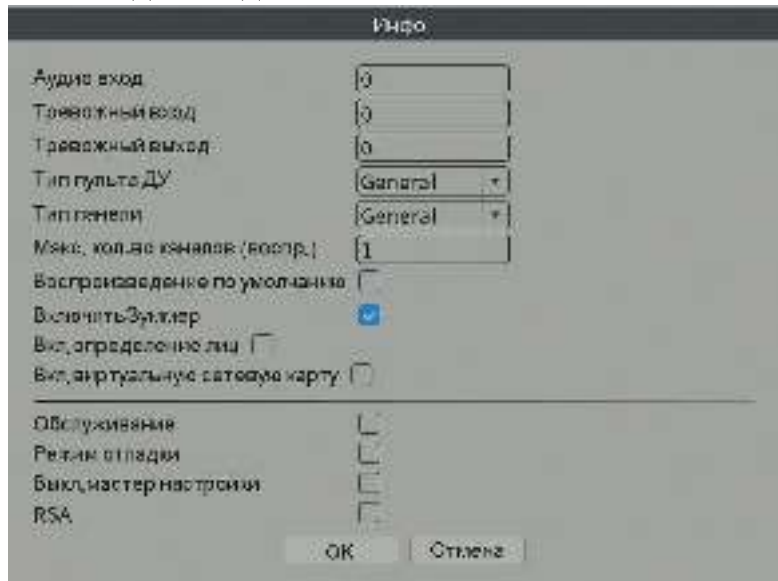 Инфо
Аудио вход 0
Тревожный вход 0
Тревожный выход 0
Тип пульта ДУ General
Тип панели General
Макс. кол-во каналов (воспр.) 1
Воспроизведение по умолчанию
Включить Зуммер
Вкл,определение лиц
Вкл,виртуальную сетевую карту
Обслуживание
Режим отладки
Выкл,мастер настройки
RSA
OK Отмена